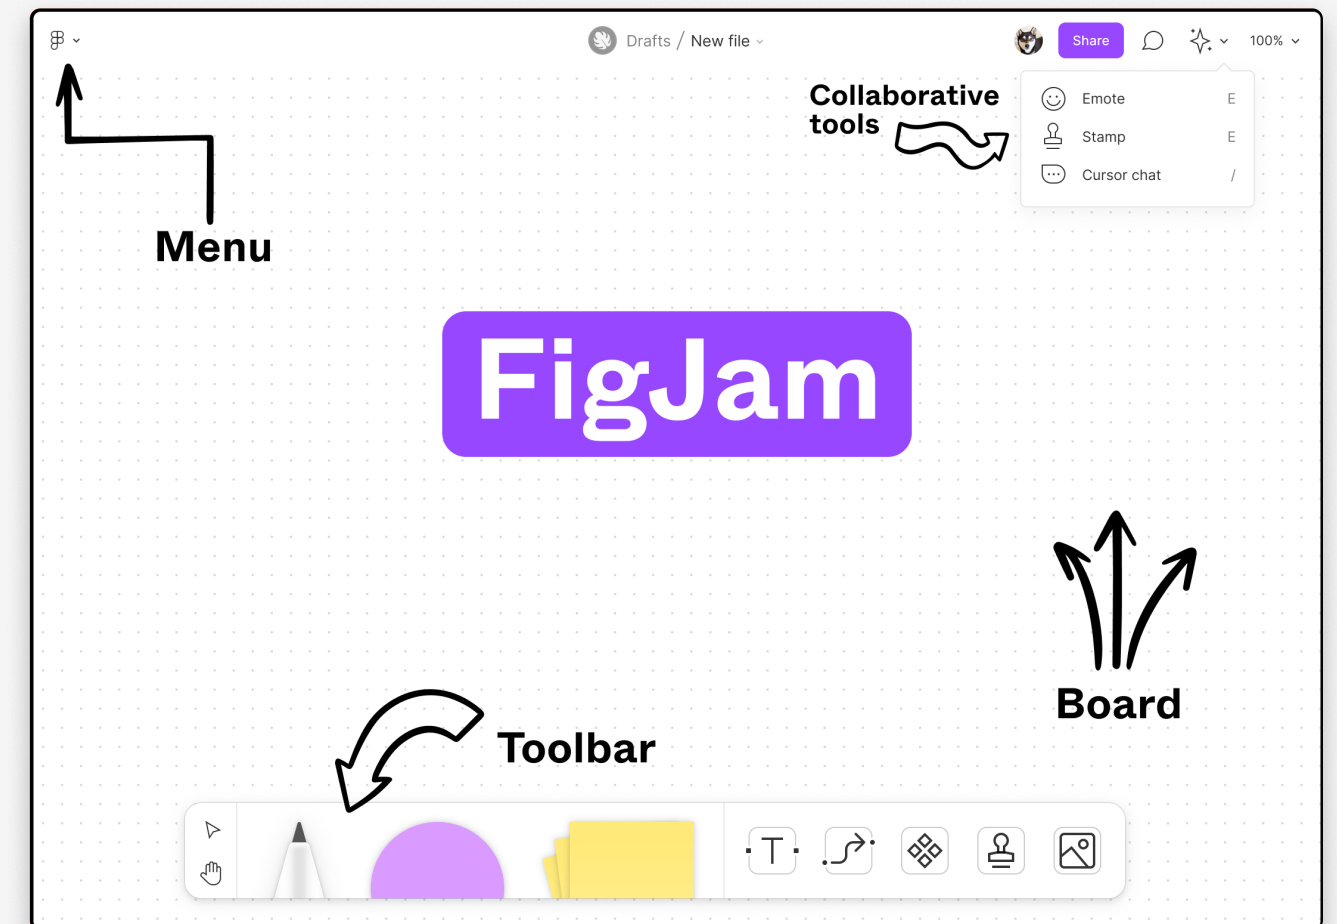 Drafts / New file
Share
100%
Collaborative
tools
Emote E
Stamp E
Cursor chat /
Menu
FigJam
Board
Toolbar
T